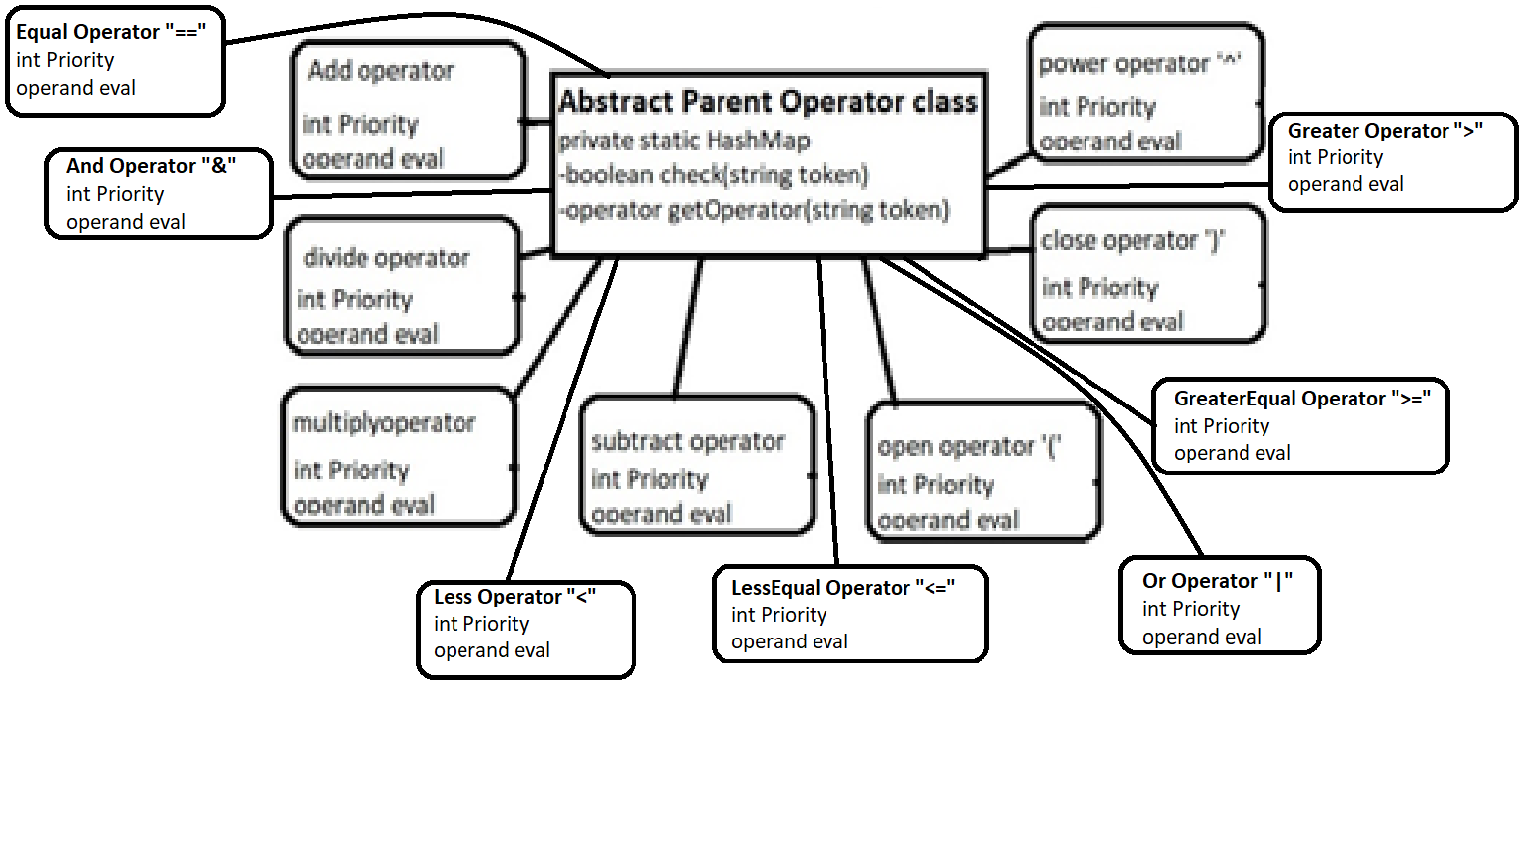 Equal Operator "=="
int Priority
operand eval
Add operator
int Priority
operand eval
Abstract Parent Operator class
private static HashMap
-boolean check(string token)
-operator getOperator(string token)
power operator '^'
int Priority
operand eval
Greater Operator ">"
int Priority
operand eval
And Operator "&"
int Priority
operand eval
divide operator
int Priority
operand eval
close operator ')'
int Priority
operand eval
multiplyoperator
int Priority
operand eval
subtract operator
int Priority
operand eval
open operator '('
int Priority
operand eval
GreaterEqual Operator ">="
int Priority
operand eval
Less Operator "<"
int Priority
operand eval
LessEqual Operator "<="
int Priority
operand eval
Or Operator "|"
int Priority
operand eval